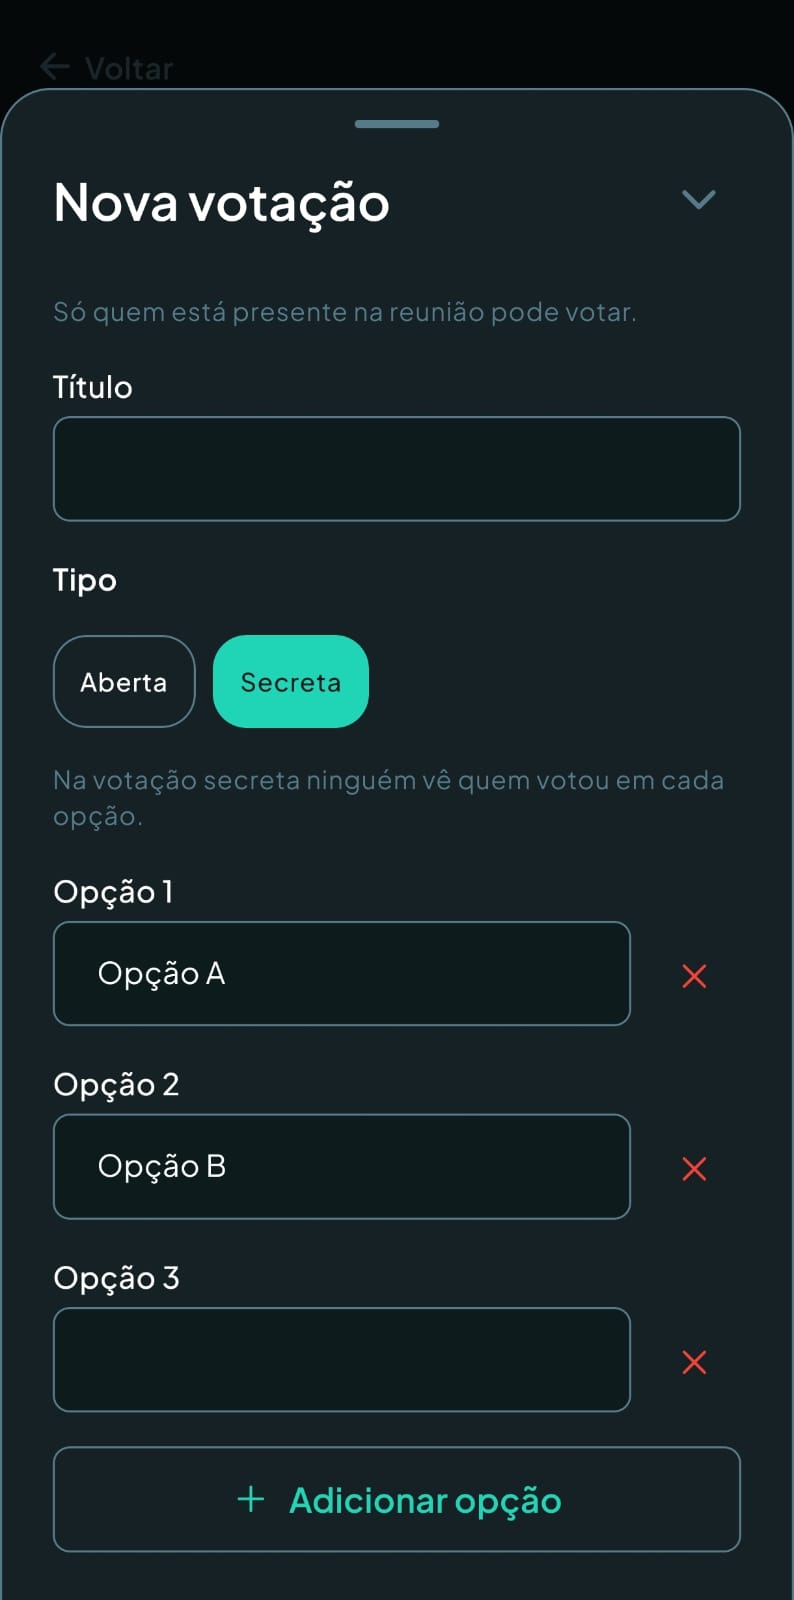 Voltar
Nova votação
Só quem está presente na reunião pode votar.
Título
Tipo
Aberta
Secreta
Na votação secreta ninguém vê quem votou em cada
opção.
Opção 1
Opção A
Opção 2
Opção B
Opção 3
Adicionar opção